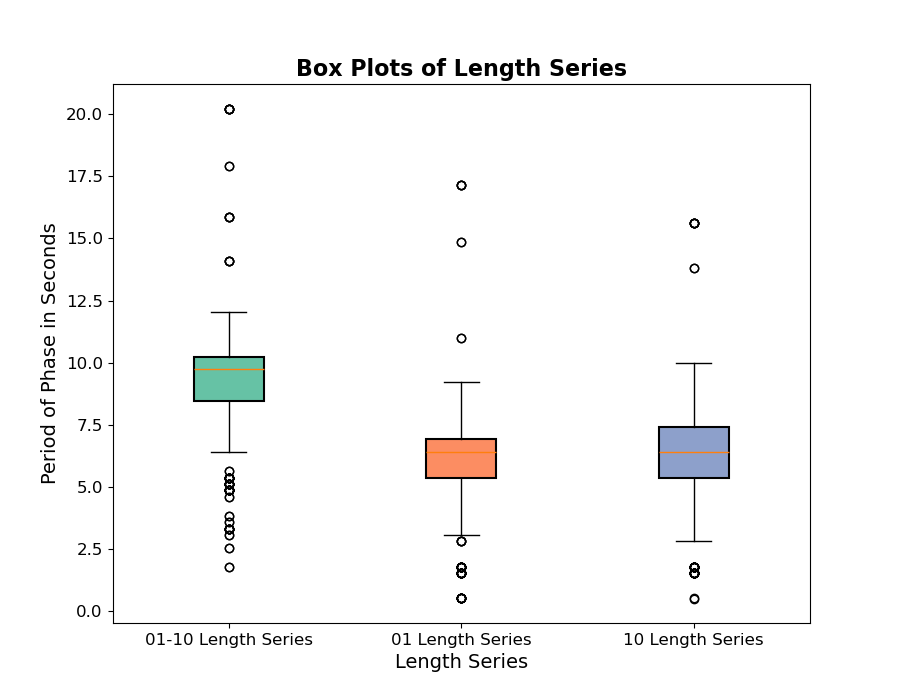 Box Plots of Length Series
Period of Phase in Seconds
20.0
17.5
15.0
12.5
10.0
7.5
5.0
2.5
0.0
01-10 Length Series
01 Length Series
10 Length Series
Length Series